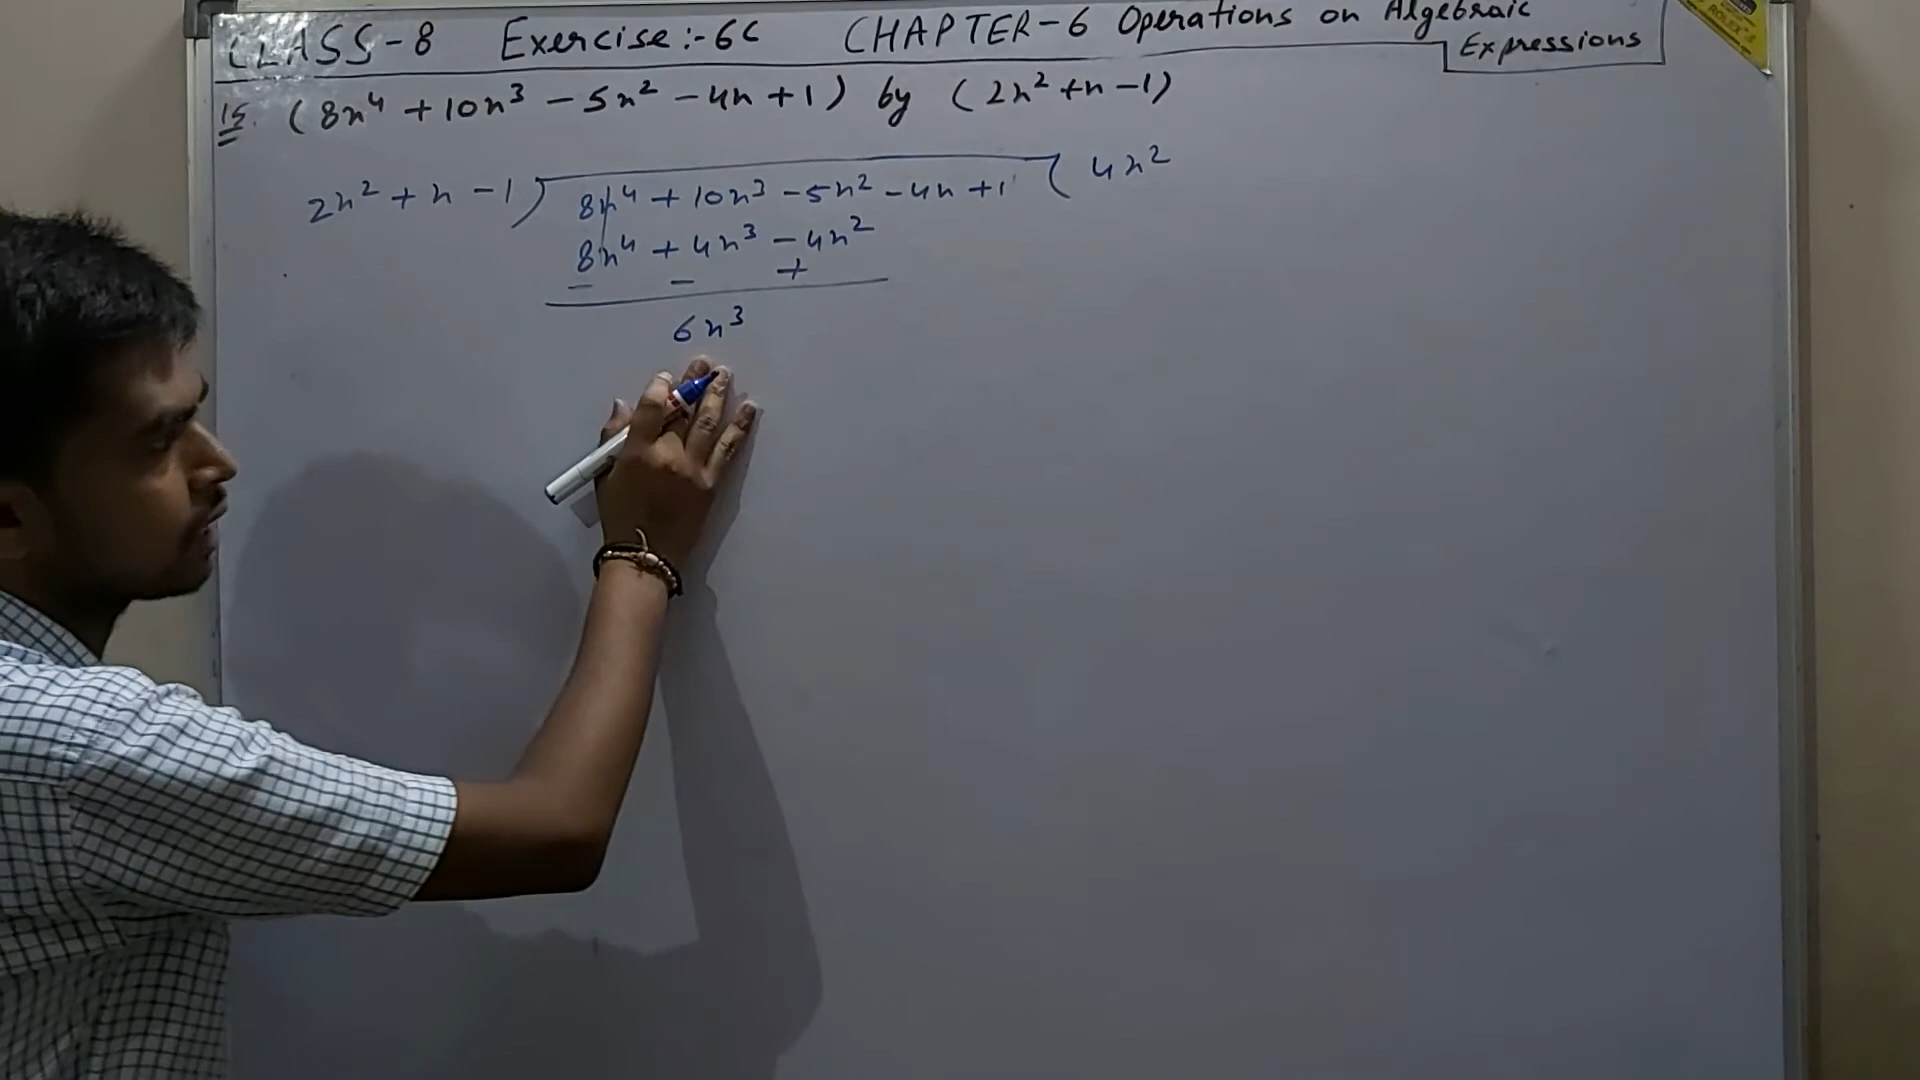 CLASS-8 Exercise:-6C CHAPTER-6 Operations on Algebraic
Expressions
15. (8x⁴ + 10x³ - 5x² - 4x + 1) by (2x² + x - 1)
2x² + x - 1) 8x⁴ + 10x³ - 5x² - 4x + 1 ( 4x²
8x⁴ + 4x³ - 4x²
- - +
6x³
ROLEX